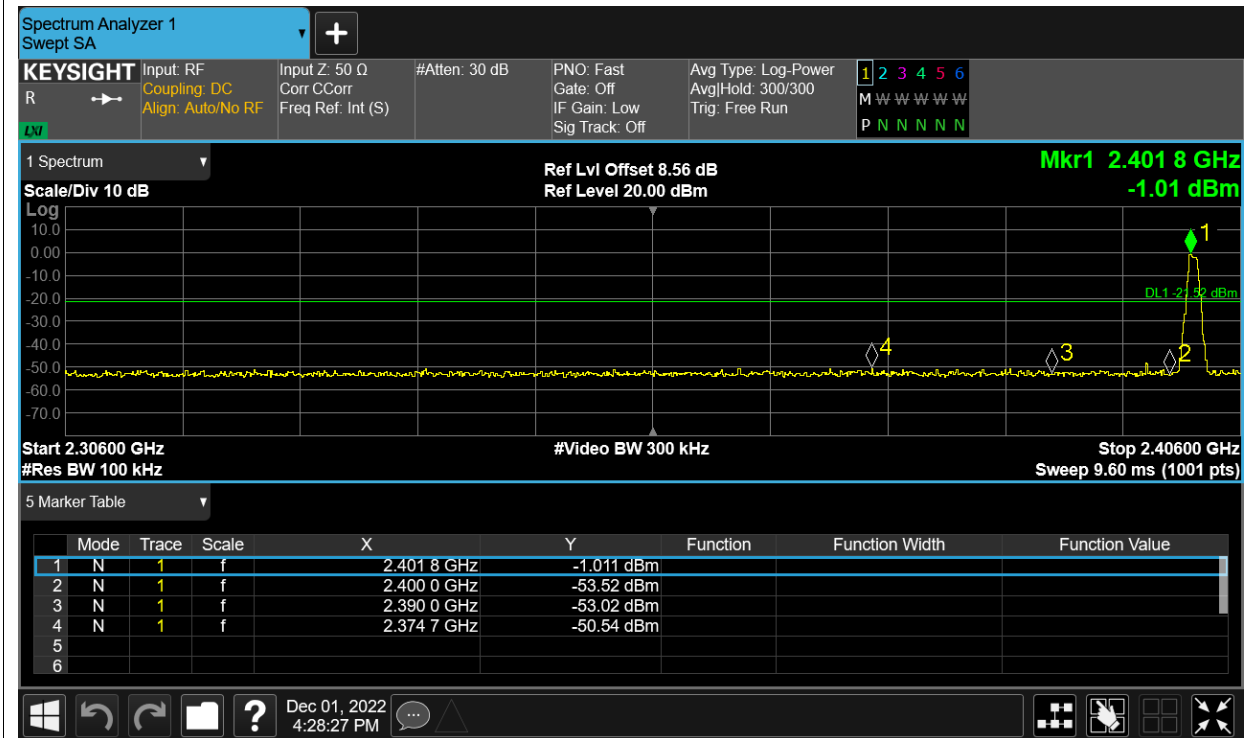 Spectrum Analyzer 1
Swept SA
+
KEYSIGHT Input: RF Input Z: 50 Ω #Atten: 30 dB PNO: Fast Avg Type: Log-Power 1 2 3 4 5 6
R Coupling: DC Corr CCorr Gate: Off Avg|Hold: 300/300 M W W W W W
Align: Auto/No RF Freq Ref: Int (S) IF Gain: Low Trig: Free Run P N N N N N
LXI Sig Track: Off
1 Spectrum Ref Lvl Offset 8.56 dB Mkr1 2.401 8 GHz
Scale/Div 10 dB Ref Level 20.00 dBm -1.01 dBm
Log
10.0 1
0.00
-10.0
-20.0 DL1 -21.52 dBm
-30.0
-40.0 4 3 2
-50.0
-60.0
-70.0
Start 2.30600 GHz #Video BW 300 kHz Stop 2.40600 GHz
#Res BW 100 kHz Sweep 9.60 ms (1001 pts)
5 Marker Table
Mode Trace Scale X Y Function Function Width Function Value
1 N 1 f 2.401 8 GHz -1.011 dBm
2 N 1 f 2.400 0 GHz -53.52 dBm
3 N 1 f 2.390 0 GHz -53.02 dBm
4 N 1 f 2.374 7 GHz -50.54 dBm
5
6
? Dec 01, 2022
4:28:27 PM